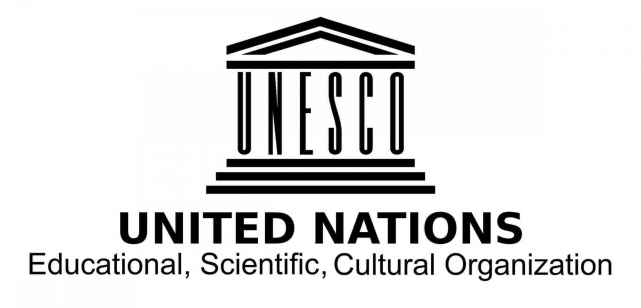 UNESCO
UNITED NATIONS
Educational, Scientific, Cultural Organization